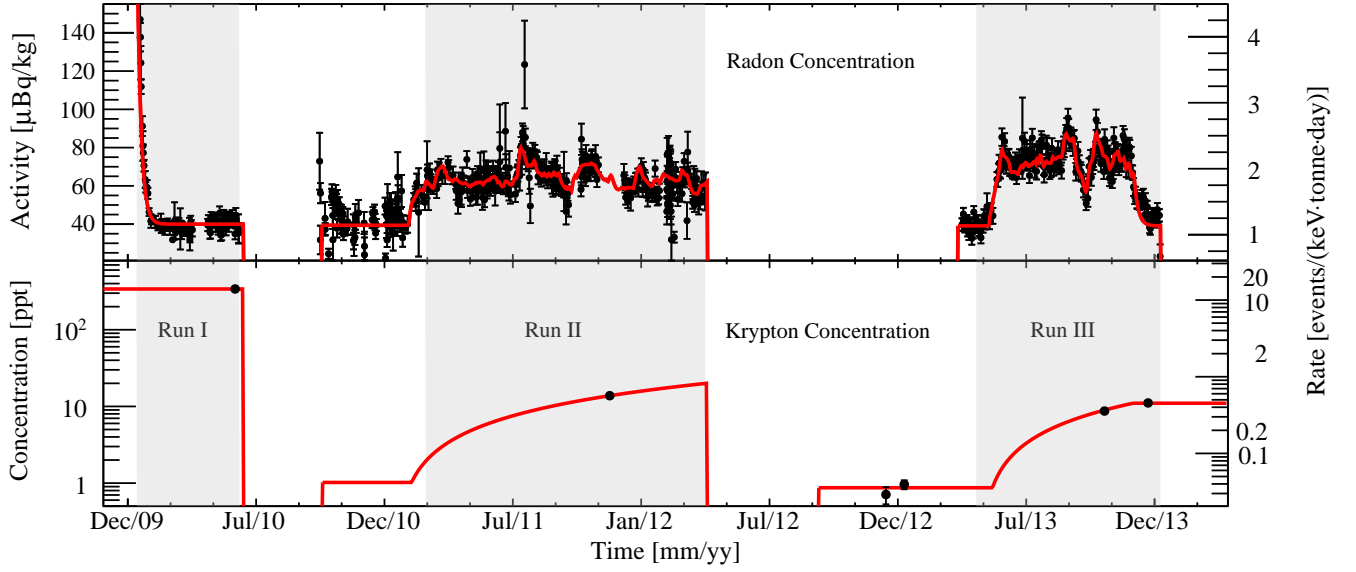 140
120
100
80
60
40
Activity [μBq/kg]
Radon Concentration
4
3
2
1
Rate [events/(keV·tonne·day)]
Concentration [ppt]
10²
10
1
Run I
Run II
Krypton Concentration
Run III
20
10
2
0.2
0.1
Dec/09 Jul/10 Dec/10 Jul/11 Jan/12 Jul/12 Dec/12 Jul/13 Dec/13
Time [mm/yy]